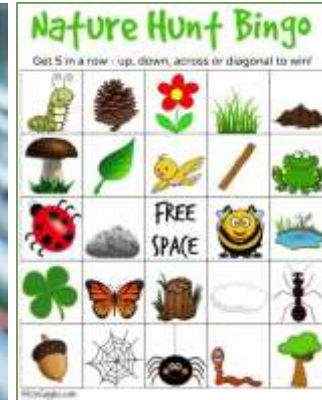 Nature Hunt Bingo
Get 5 in a row - up, down, across or diagonal to win!
FREE
SPACE